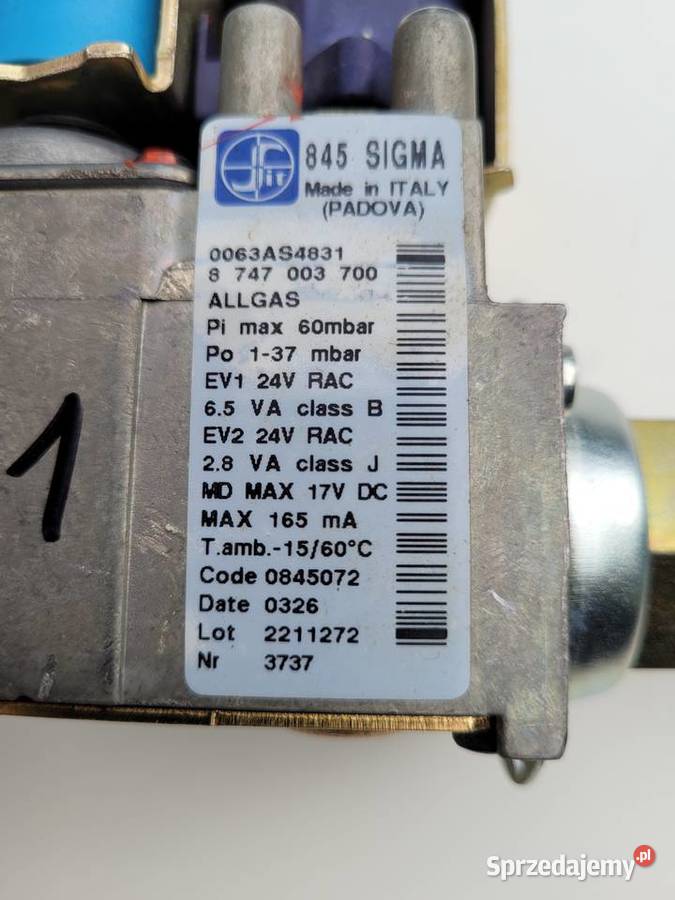 sit
845 SIGMA
Made in ITALY
(PADOVA)
0063AS4831
8 747 003 700
ALLGAS
Pi max 60mbar
Po 1-37 mbar
EV1 24V RAC
6.5 VA class B
EV2 24V RAC
2.8 VA class J
MD MAX 17V DC
MAX 165 mA
T.amb.-15/60°C
Code 0845072
Date 0326
Lot 2211272
Nr 3737
1
Sprzedajemy.pl